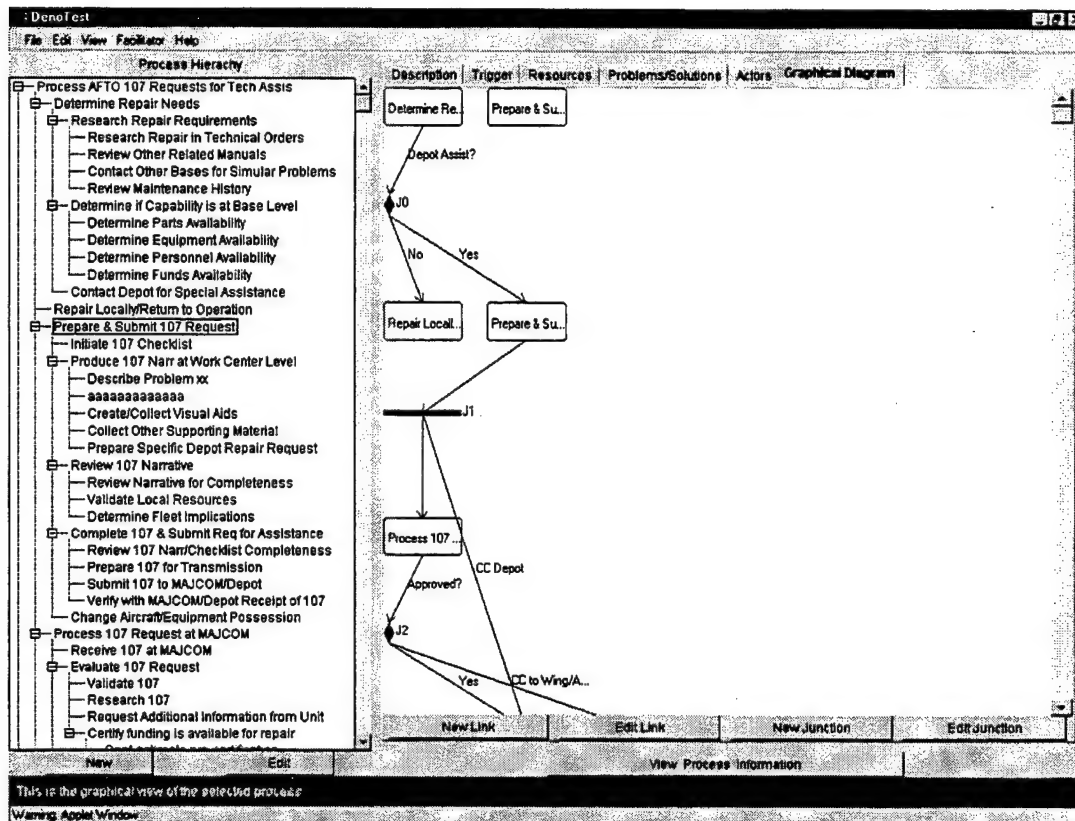 : DenoTest
File Edit View Facilitator Help
Process Hierachy
Process AFTO 107 Requests for Tech Assis
Determine Repair Needs
Research Repair Requirements
Research Repair in Technical Orders
Review Other Related Manuals
Contact Other Bases for Simular Problems
Review Maintenance History
Determine if Capability is at Base Level
Determine Parts Availability
Determine Equipment Availability
Determine Personnel Availability
Determine Funds Availability
Contact Depot for Special Assistance
Repair Locally/Return to Operation
Prepare & Submit 107 Request
Initiate 107 Checklist
Produce 107 Narr at Work Center Level
Describe Problem xx
aaaaaaaaaaaaa
Create/Collect Visual Aids
Collect Other Supporting Material
Prepare Specific Depot Repair Request
Review 107 Narrative
Review Narrative for Completeness
Validate Local Resources
Determine Fleet Implications
Complete 107 & Submit Req for Assistance
Review 107 Narr/Checklist Completeness
Prepare 107 for Transmission
Submit 107 to MAJCOM/Depot
Verify with MAJCOM/Depot Receipt of 107
Change Aircraft/Equipment Possession
Process 107 Request at MAJCOM
Receive 107 at MAJCOM
Evaluate 107 Request
Validate 107
Research 107
Request Additional Information from Unit
Certify funding is available for repair
New Edit
Description Trigger Resources Problems/Solutions Actors Graphical Diagram
Determine Re... Prepare & Su...
Depot Assist?
J0
No Yes
Repair Locall... Prepare & Su...
J1
Process 107 ...
CC Depot
Approved?
J2
Yes CC to Wing/A...
New Link Edit Link New Junction Edit Junction
View Process Information
This is the graphical view of the selected process
Warning: Applet Window